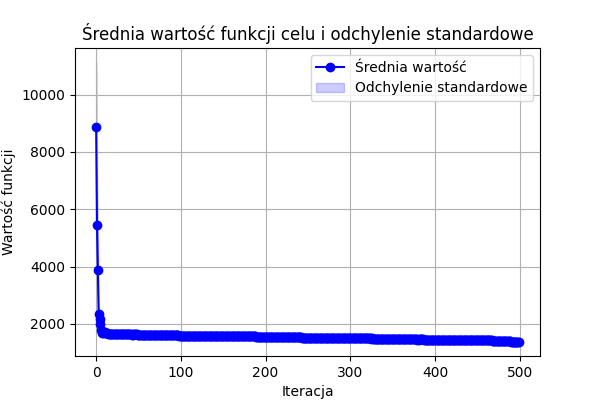 Średnia wartość funkcji celu i odchylenie standardowe
Średnia wartość
Odchylenie standardowe
Wartość funkcji
10000
8000
6000
4000
2000
0 100 200 300 400 500
Iteracja